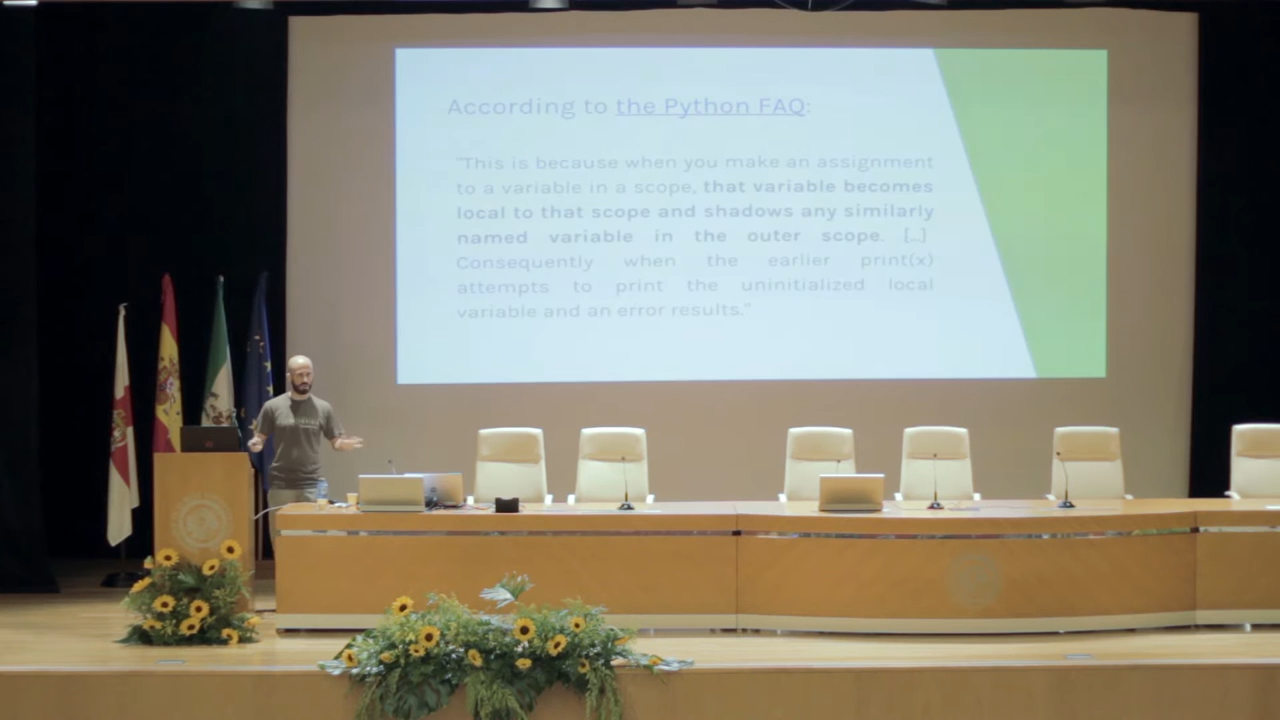 According to the Python FAQ:
"This is because when you make an assignment
to a variable in a scope, that variable becomes
local to that scope and shadows any similarly
named variable in the outer scope. [...]
Consequently when the earlier print(x)
attempts to print the uninitialized local
variable and an error results."